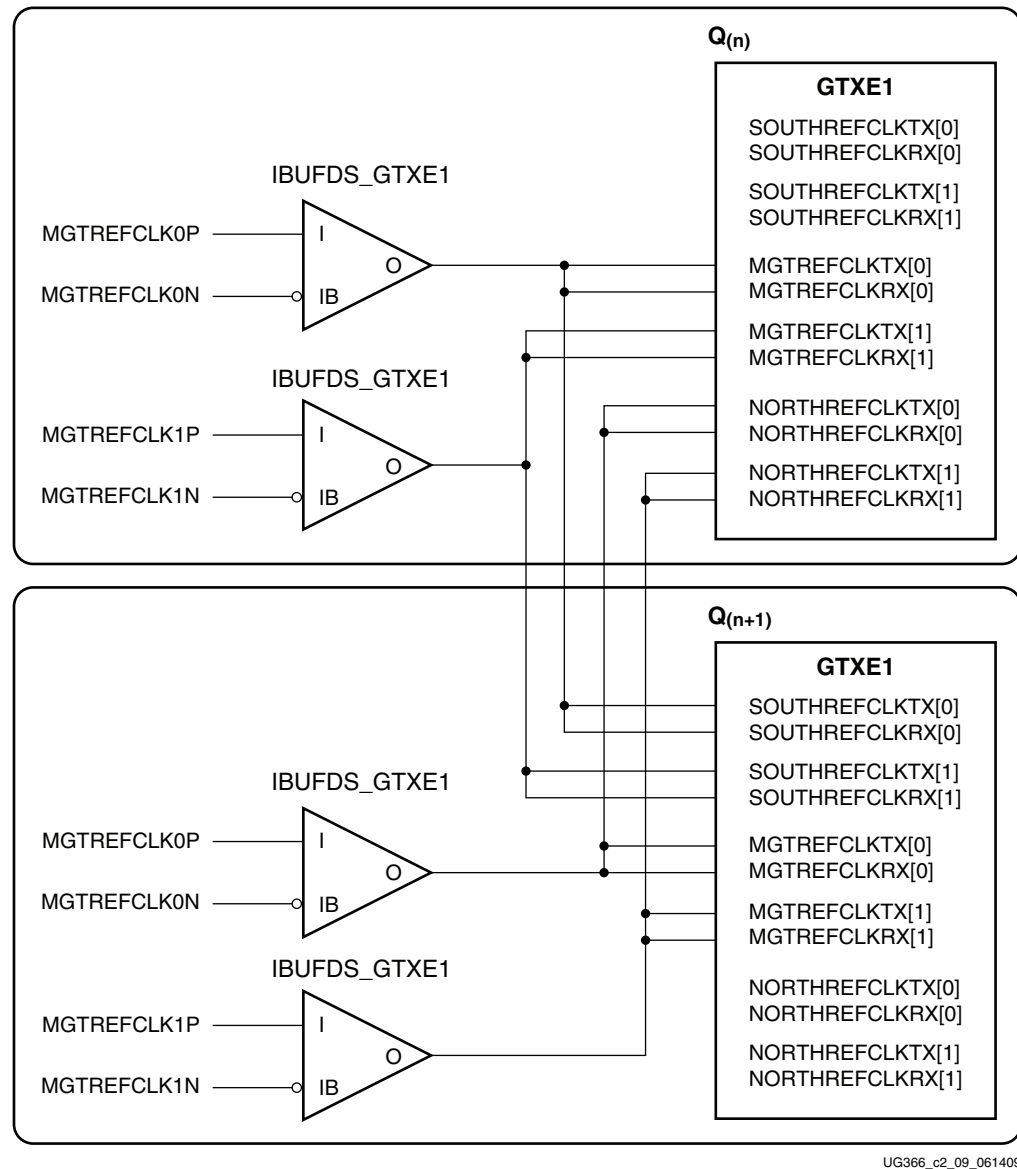 Q(n)
GTXE1
SOUTHREFCLKTX[0]
SOUTHREFCLKRX[0]
IBUFDS_GTXE1
SOUTHREFCLKTX[1]
SOUTHREFCLKRX[1]
MGTREFCLK0P
I
O
MGTREFCLKTX[0]
MGTREFCLK0N
IB
MGTREFCLKRX[0]
MGTREFCLKTX[1]
MGTREFCLKRX[1]
IBUFDS_GTXE1
NORTHREFCLKTX[0]
NORTHREFCLKRX[0]
MGTREFCLK1P
I
O
NORTHREFCLKTX[1]
NORTHREFCLKRX[1]
MGTREFCLK1N
IB
Q(n+1)
GTXE1
SOUTHREFCLKTX[0]
SOUTHREFCLKRX[0]
SOUTHREFCLKTX[1]
SOUTHREFCLKRX[1]
IBUFDS_GTXE1
MGTREFCLK0P
I
O
MGTREFCLKTX[0]
MGTREFCLKRX[0]
MGTREFCLK0N
IB
MGTREFCLKTX[1]
MGTREFCLKRX[1]
IBUFDS_GTXE1
NORTHREFCLKTX[0]
NORTHREFCLKRX[0]
MGTREFCLK1P
I
O
NORTHREFCLKTX[1]
NORTHREFCLKRX[1]
MGTREFCLK1N
IB
UG366_c2_09_061409